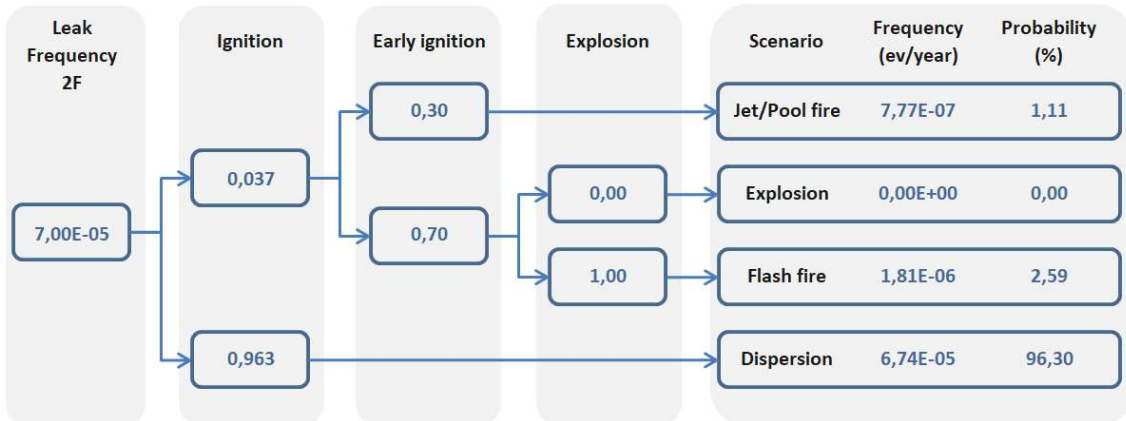 Leak
Frequency
2F
Ignition
Early ignition
Explosion
Scenario
Frequency
(ev/year)
Probability
(%)
0,30
Jet/Pool fire
7,77E-07
1,11
0,037
0,00
Explosion
0,00E+00
0,00
7,00E-05
0,70
1,00
Flash fire
1,81E-06
2,59
0,963
Dispersion
6,74E-05
96,30